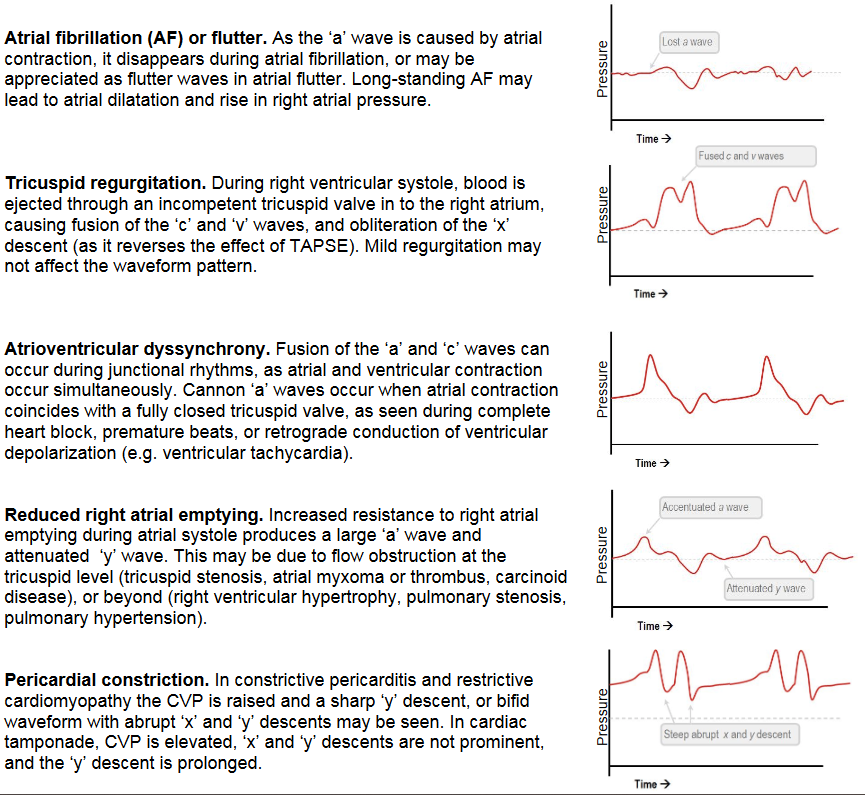 Atrial fibrillation (AF) or flutter. As the ‘a’ wave is caused by atrial
contraction, it disappears during atrial fibrillation, or may be
appreciated as flutter waves in atrial flutter. Long-standing AF may
lead to atrial dilatation and rise in right atrial pressure.
Pressure
Lost a wave
Time →
Tricuspid regurgitation. During right ventricular systole, blood is
ejected through an incompetent tricuspid valve in to the right atrium,
causing fusion of the ‘c’ and ‘v’ waves, and obliteration of the ‘x’
descent (as it reverses the effect of TAPSE). Mild regurgitation may
not affect the waveform pattern.
Pressure
Fused c and v waves
Time →
Atrioventricular dyssynchrony. Fusion of the ‘a’ and ‘c’ waves can
occur during junctional rhythms, as atrial and ventricular contraction
occur simultaneously. Cannon ‘a’ waves occur when atrial contraction
coincides with a fully closed tricuspid valve, as seen during complete
heart block, premature beats, or retrograde conduction of ventricular
depolarization (e.g. ventricular tachycardia).
Pressure
Time →
Reduced right atrial emptying. Increased resistance to right atrial
emptying during atrial systole produces a large ‘a’ wave and
attenuated ‘y’ wave. This may be due to flow obstruction at the
tricuspid level (tricuspid stenosis, atrial myxoma or thrombus, carcinoid
disease), or beyond (right ventricular hypertrophy, pulmonary stenosis,
pulmonary hypertension).
Pressure
Accentuated a wave
Attenuated y wave
Time →
Pericardial constriction. In constrictive pericarditis and restrictive
cardiomyopathy the CVP is raised and a sharp ‘y’ descent, or bifid
waveform with abrupt ‘x’ and ‘y’ descents may be seen. In cardiac
tamponade, CVP is elevated, ‘x’ and ‘y’ descents are not prominent,
and the ‘y’ descent is prolonged.
Pressure
Steep abrupt x and y descent
Time →